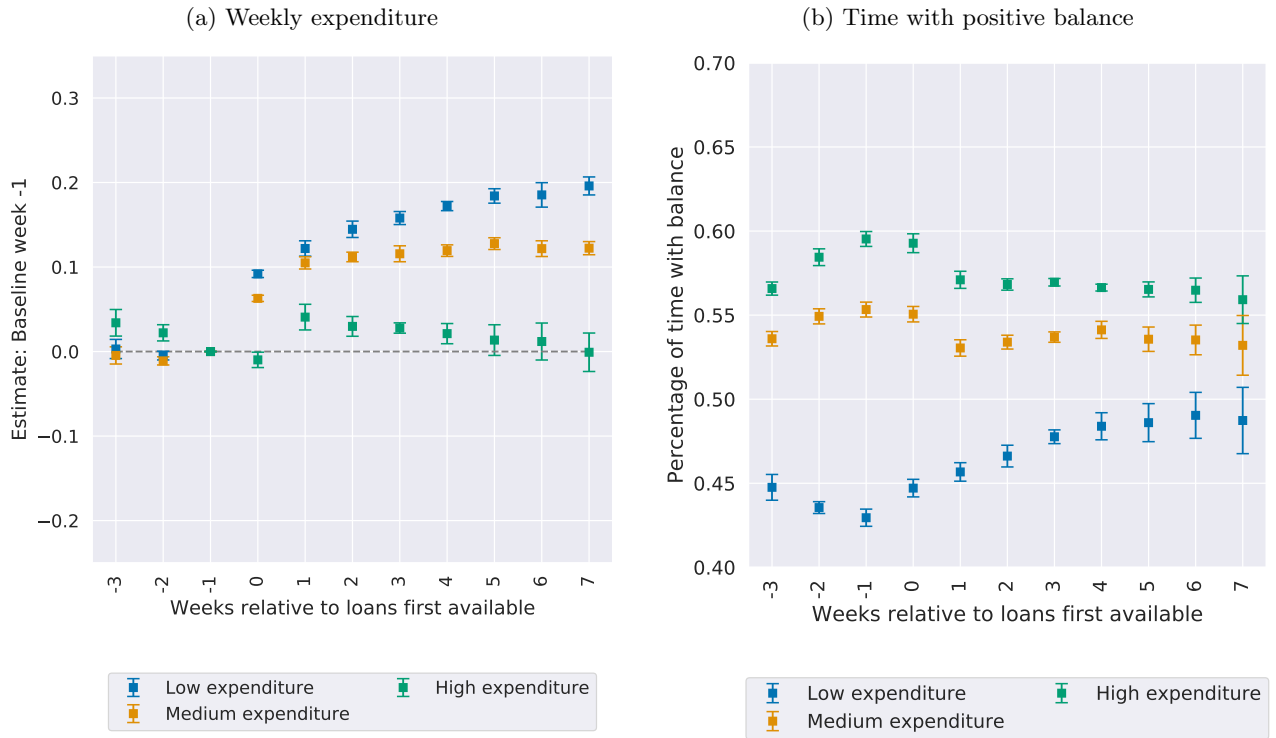 (a) Weekly expenditure
Estimate: Baseline week -1
0.3
0.2
0.1
0.0
−0.1
−0.2
-3 -2 -1 0 1 2 3 4 5 6 7
Weeks relative to loans first available
Low expenditure
Medium expenditure
High expenditure
(b) Time with positive balance
Percentage of time with balance
0.70
0.65
0.60
0.55
0.50
0.45
0.40
-3 -2 -1 0 1 2 3 4 5 6 7
Weeks relative to loans first available
Low expenditure
Medium expenditure
High expenditure